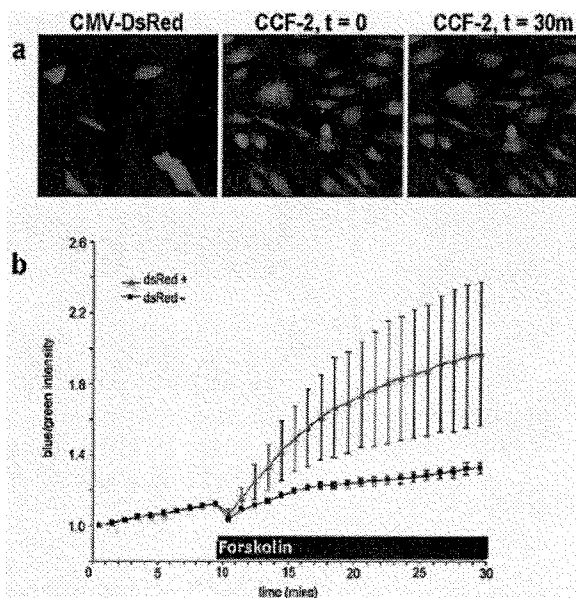 CMV-DsRed CCF-2, t = 0 CCF-2, t = 30m
a
b
2.6
2.2
1.8
1.4
1.0
blue/green intensity
dsRed +
dsRed -
Forskolin
0 5 10 15 20 25 30
time (mins)